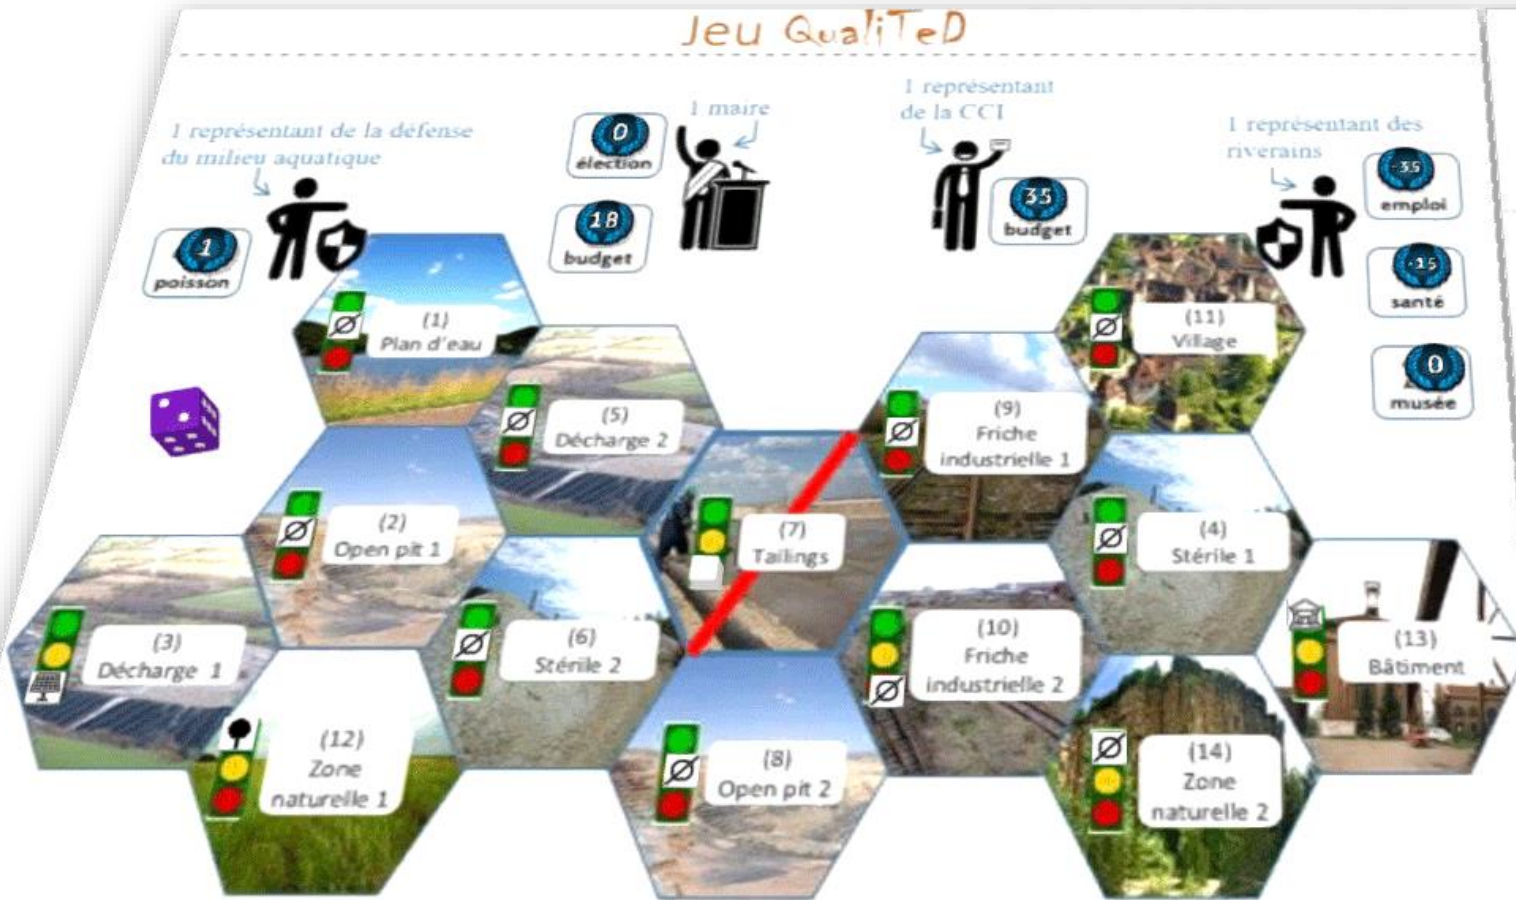 Jeu QualiTeD
1 représentant de la défense
du milieu aquatique
1
poisson
0
élection
18
budget
1 maire
1 représentant
de la CCI
35
budget
1 représentant des
riverains
-35
emploi
-15
santé
0
musée
(1)
Plan d'eau
(11)
Village
(5)
Décharge 2
(9)
Friche
industrielle 1
(2)
Open pit 1
(7)
Tailings
(4)
Stérile 1
(3)
Décharge 1
(6)
Stérile 2
(10)
Friche
industrielle 2
(13)
Bâtiment
(12)
Zone
naturelle 1
(8)
Open pit 2
(14)
Zone
naturelle 2